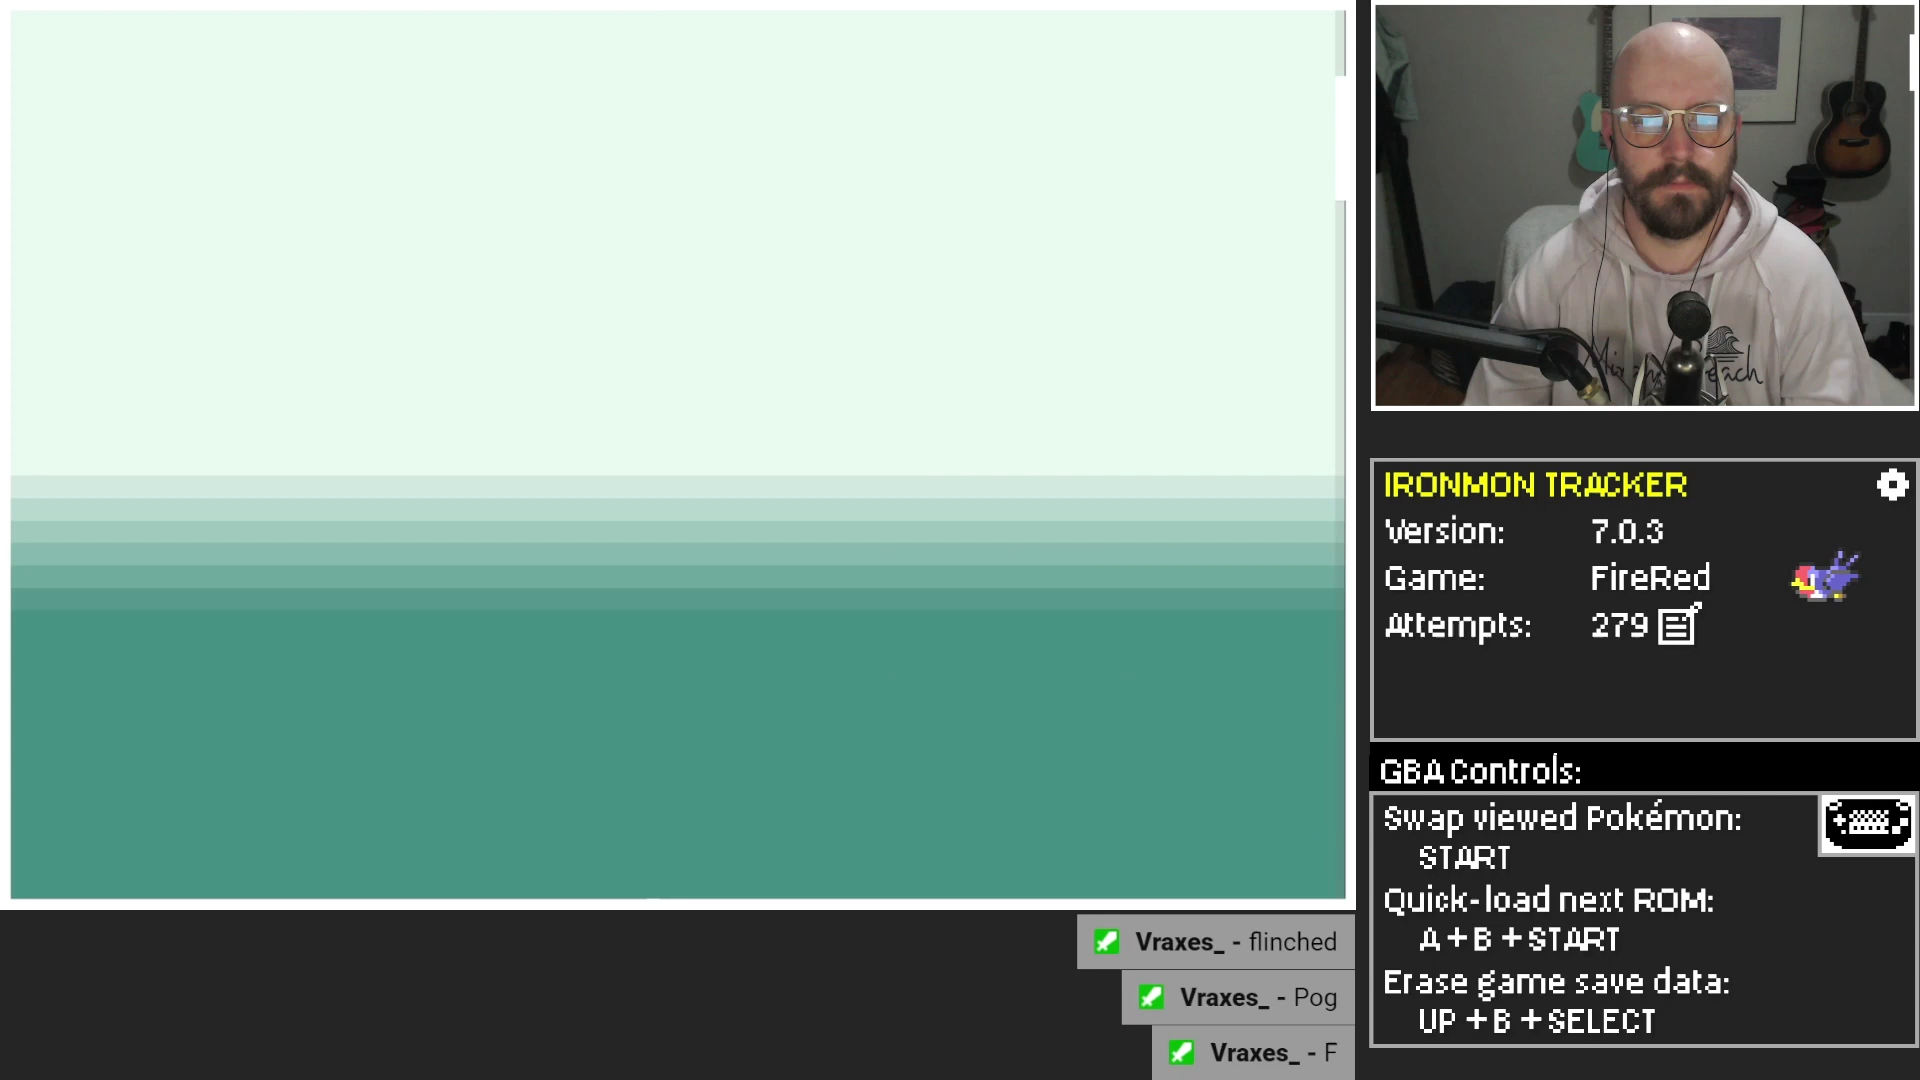 IRONMON TRACKER
Version: 7.0.3
Game: FireRed
Attempts: 279
GBA Controls:
Swap viewed Pokémon:
START
Quick-load next ROM:
A + B + START
Erase game save data:
UP + B + SELECT
Vraxes_ - flinched
Vraxes_ - Pog
Vraxes_ - F